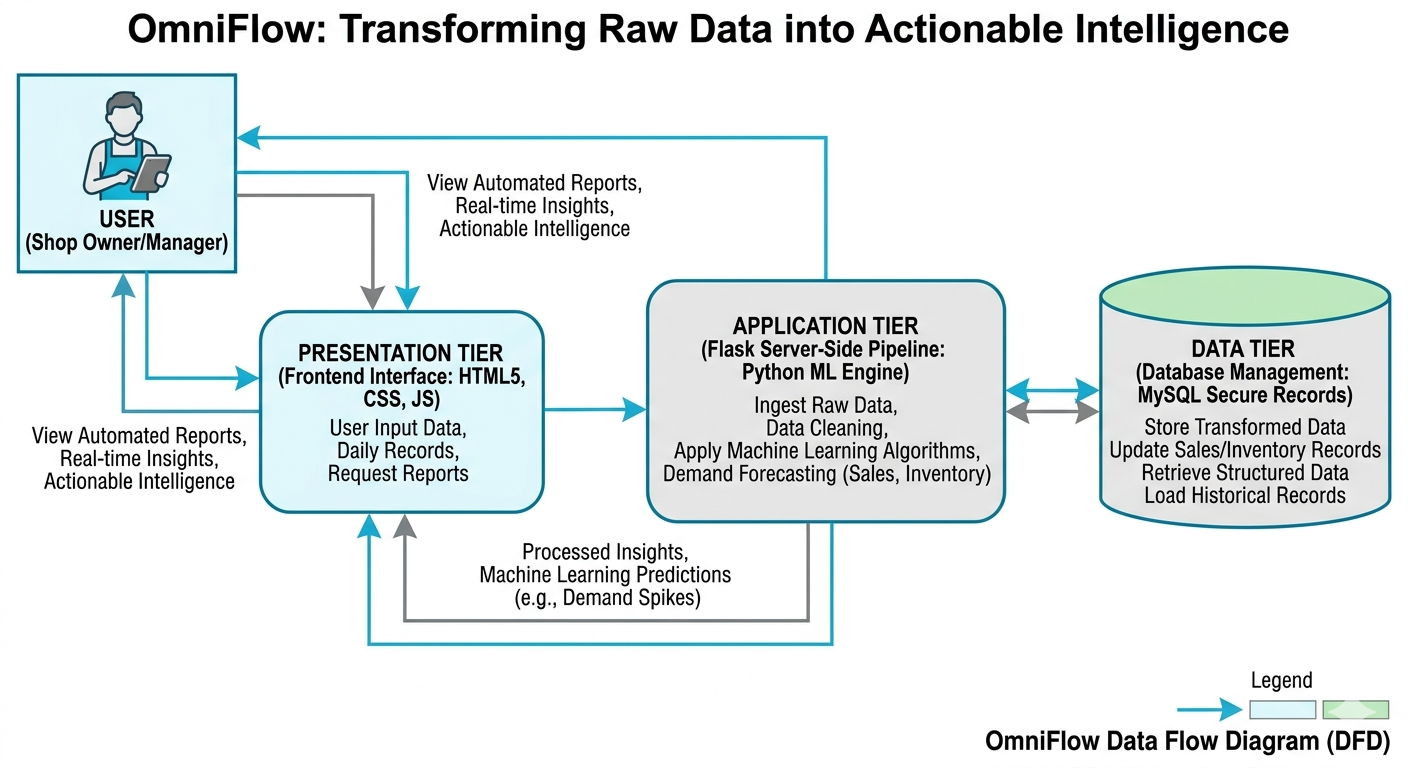 OmniFlow: Transforming Raw Data into Actionable Intelligence
USER
(Shop Owner/Manager)
View Automated Reports,
Real-time Insights,
Actionable Intelligence
PRESENTATION TIER
(Frontend Interface: HTML5,
CSS, JS)
User Input Data,
Daily Records,
Request Reports
View Automated Reports,
Real-time Insights,
Actionable Intelligence
APPLICATION TIER
(Flask Server-Side Pipeline:
Python ML Engine)
Ingest Raw Data,
Data Cleaning,
Apply Machine Learning Algorithms,
Demand Forecasting (Sales, Inventory)
DATA TIER
(Database Management:
MySQL Secure Records)
Store Transformed Data
Update Sales/Inventory Records
Retrieve Structured Data
Load Historical Records
Processed Insights,
Machine Learning Predictions
(e.g., Demand Spikes)
Legend
OmniFlow Data Flow Diagram (DFD)